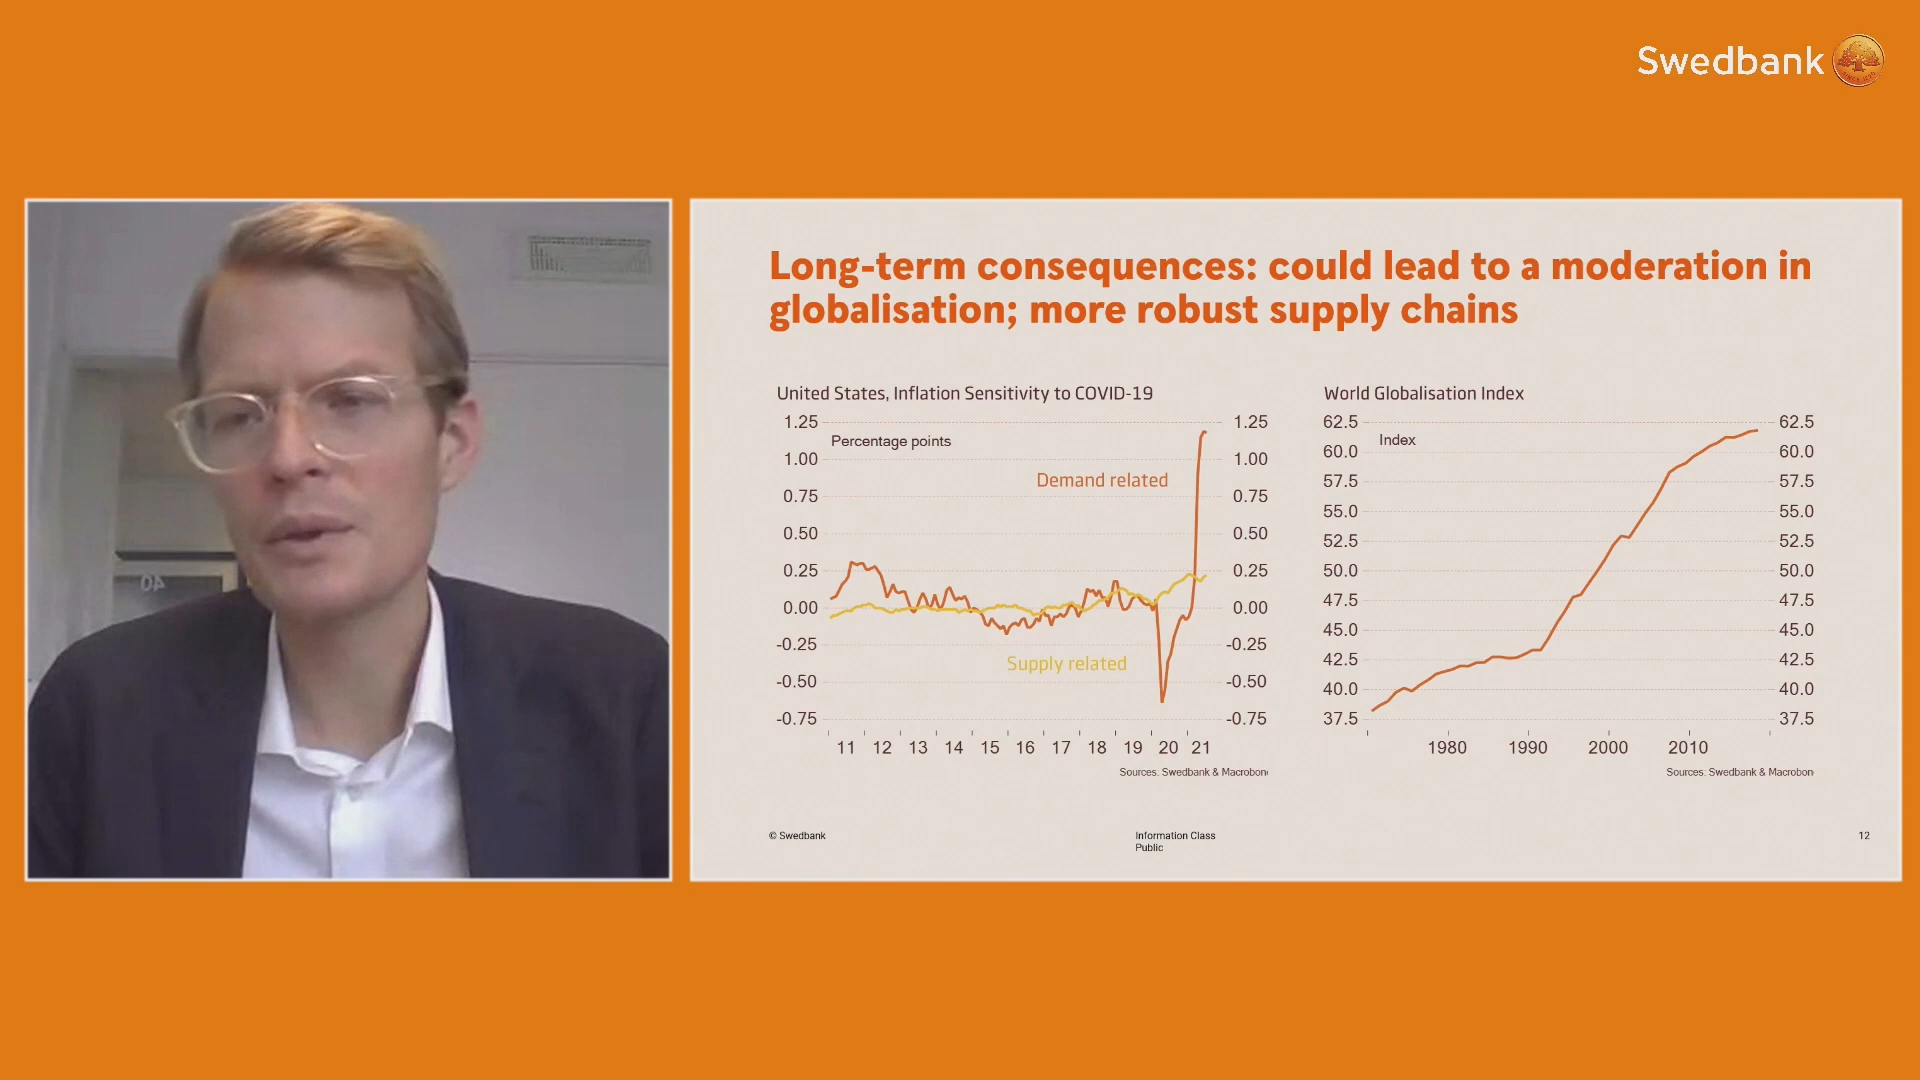 Swedbank
Long-term consequences: could lead to a moderation in
globalisation; more robust supply chains
United States, Inflation Sensitivity to COVID-19
1.25
1.00
0.75
0.50
0.25
0.00
-0.25
-0.50
-0.75
Percentage points
Demand related
Supply related
1.25
1.00
0.75
0.50
0.25
0.00
-0.25
-0.50
-0.75
11 12 13 14 15 16 17 18 19 20 21
Sources: Swedbank & Macrobon
World Globalisation Index
62.5
60.0
57.5
55.0
52.5
50.0
47.5
45.0
42.5
40.0
37.5
Index
62.5
60.0
57.5
55.0
52.5
50.0
47.5
45.0
42.5
40.0
37.5
1980 1990 2000 2010
Sources: Swedbank & Macrobon
© Swedbank
Information Class
Public
12
40